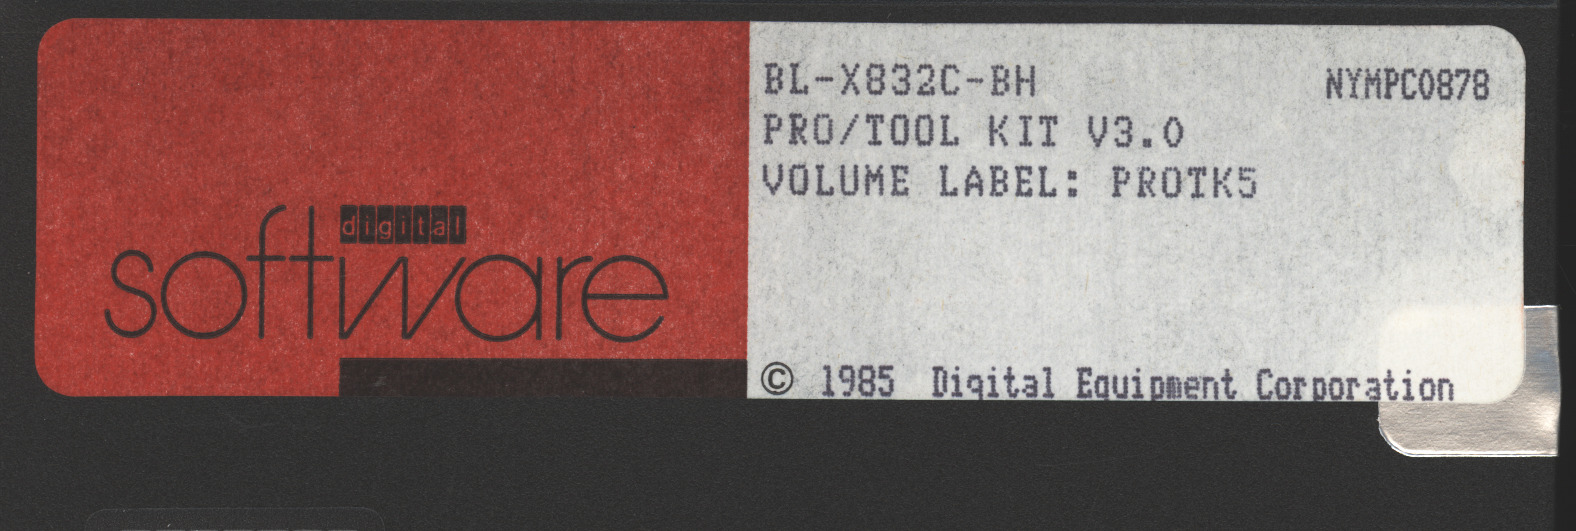 digital
software
BL-X832C-BH NYMPC0878
PRO/TOOL KIT V3.0
VOLUME LABEL: PROTK5
© 1985 Digital Equipment Corporation